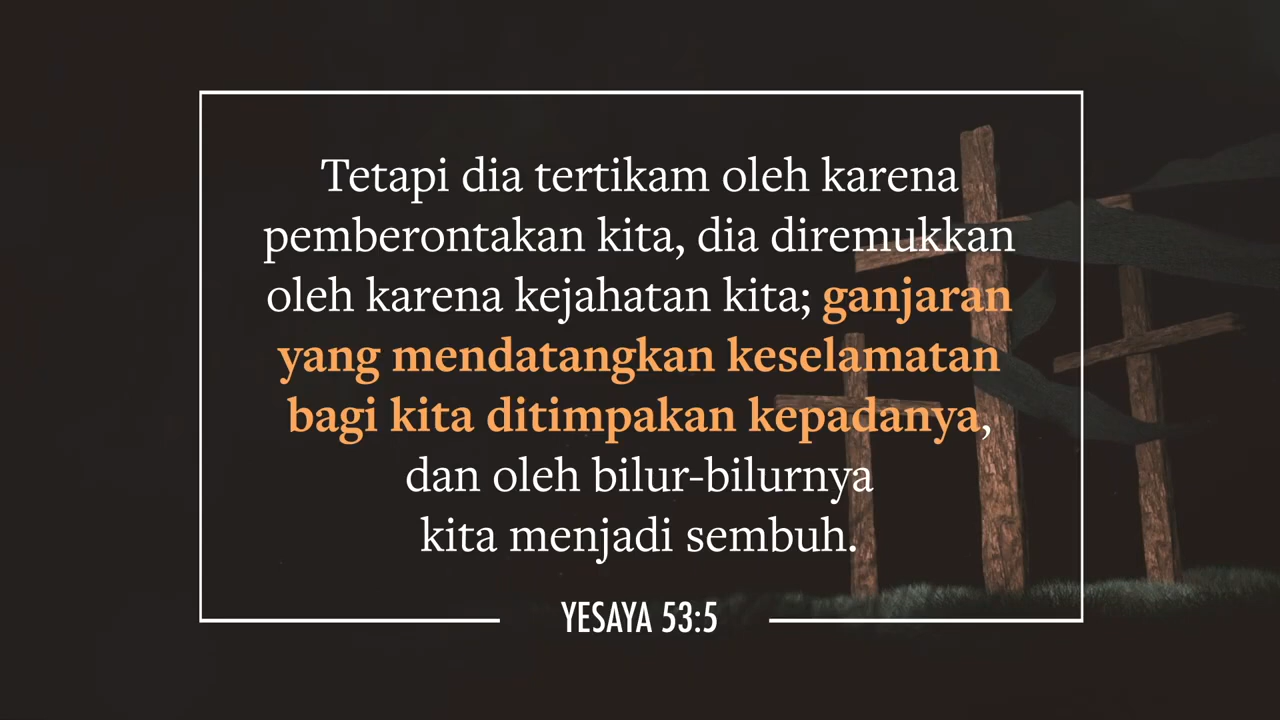 Tetapi dia tertikam oleh karena
pemberontakan kita, dia diremukkan
oleh karena kejahatan kita; ganjaran
yang mendatangkan keselamatan
bagi kita ditimpakan kepadanya,
dan oleh bilur-bilurnya
kita menjadi sembuh.
YESAYA 53:5